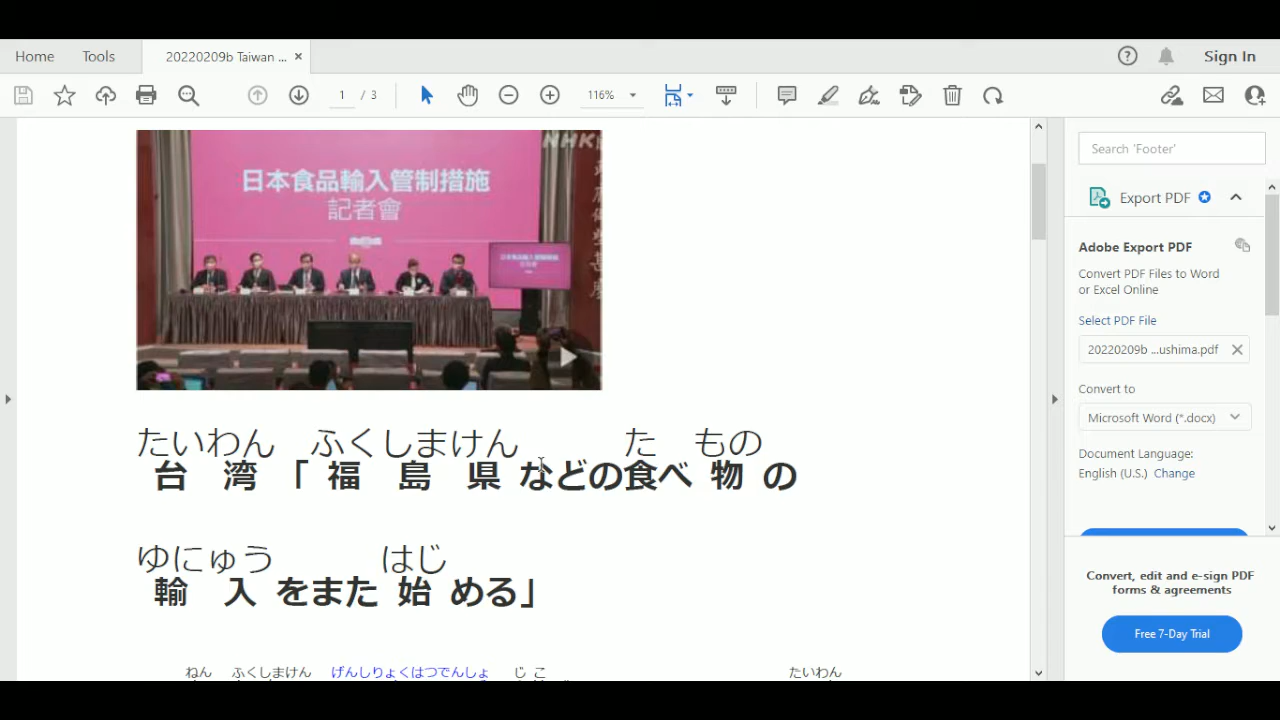 Home Tools 20220209b Taiwan ... × ? Sign In
1 / 3 116%
Search 'Footer'
NHK
日本食品輸入管制措施
記者會
Export PDF
Adobe Export PDF
Convert PDF Files to Word
or Excel Online
Select PDF File
20220209b ...ushima.pdf
Convert to
Microsoft Word (*.docx)
Document Language:
English (U.S.) Change
Convert, edit and e-sign PDF
forms & agreements
Free 7-Day Trial
たいわん ふくしまけん た もの
台湾「福島県などの食べ物の
ゆにゅう はじ
輸入をまた始める」
ねん ふくしまけん げんしりょくはつでんしょ じこ たいわん